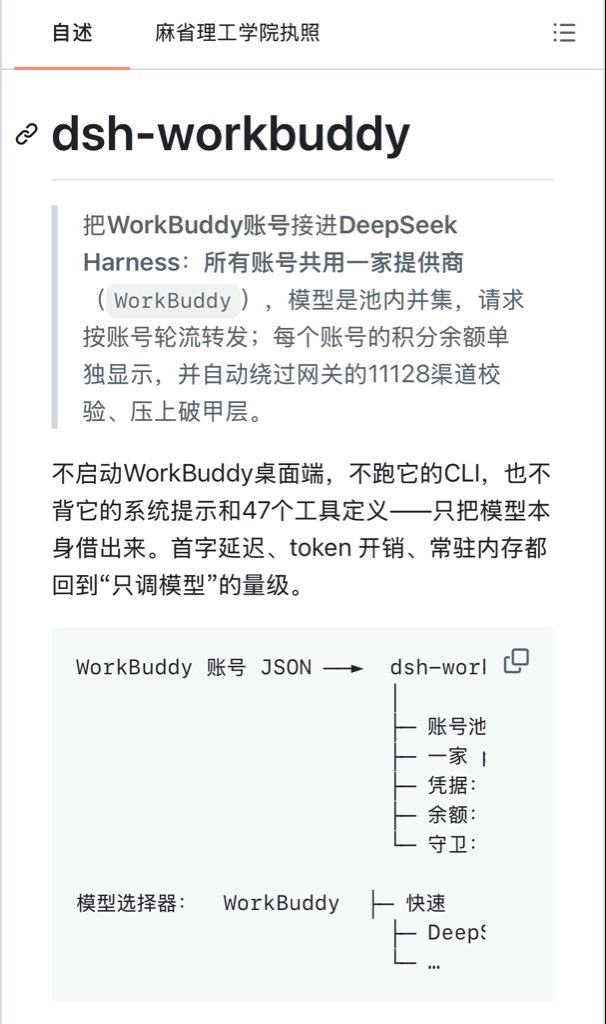 自述 麻省理工学院执照
dsh-workbuddy
把WorkBuddy账号接进DeepSeek
Harness：所有账号共用一家提供商
（WorkBuddy），模型是池内并集，请求
按账号轮流转发；每个账号的积分余额单
独显示，并自动绕过网关的11128渠道校
验、压上破甲层。
不启动WorkBuddy桌面端，不跑它的CLI，也不
背它的系统提示和47个工具定义——只把模型本
身借出来。首字延迟、token 开销、常驻内存都
回到“只调模型”的量级。
WorkBuddy 账号 JSON ──► dsh-work
│
├─ 账号池
├─ 一家
├─ 凭据:
├─ 余额:
└─ 守卫:
模型选择器: WorkBuddy ├─ 快速
├─ Deep
└─ …